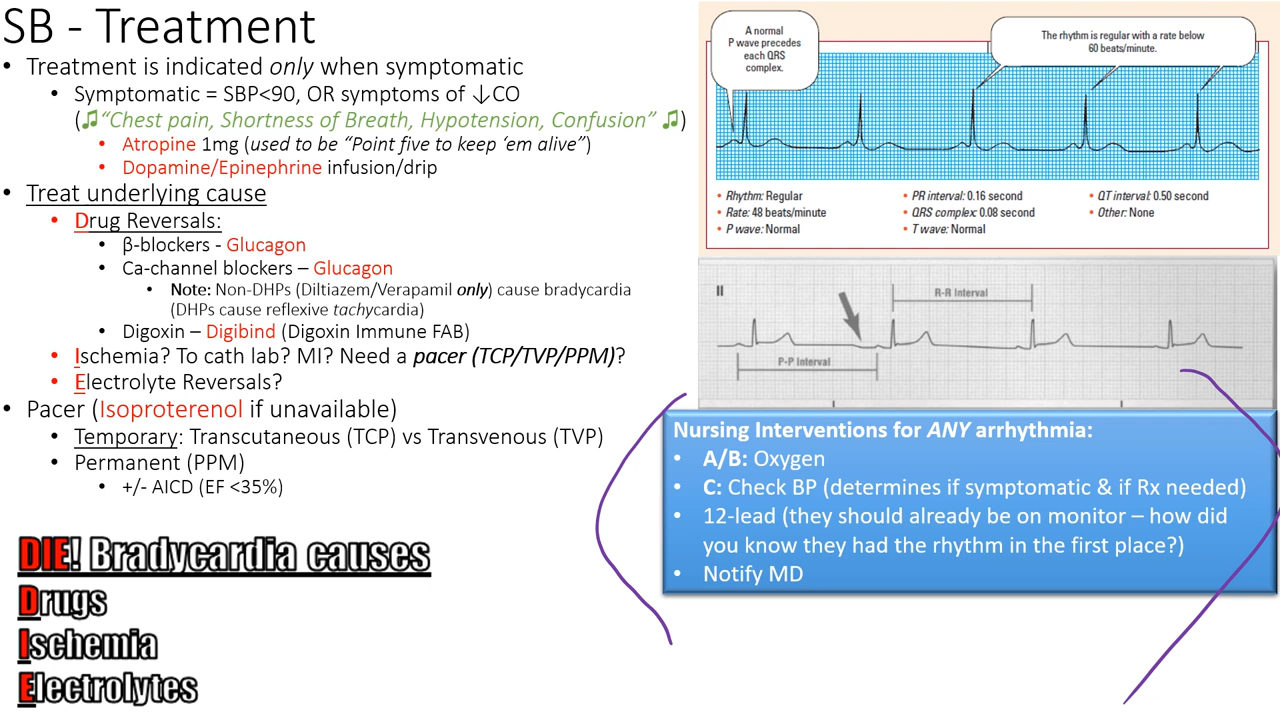 SB - Treatment
• Treatment is indicated only when symptomatic
• Symptomatic = SBP<90, OR symptoms of ↓CO
(♫"Chest pain, Shortness of Breath, Hypotension, Confusion" ♫)
• Atropine 1mg (used to be "Point five to keep 'em alive")
• Dopamine/Epinephrine infusion/drip
• Treat underlying cause
• Drug Reversals:
• β-blockers - Glucagon
• Ca-channel blockers – Glucagon
• Note: Non-DHPs (Diltiazem/Verapamil only) cause bradycardia
(DHPs cause reflexive tachycardia)
• Digoxin – Digibind (Digoxin Immune FAB)
• Ischemia? To cath lab? MI? Need a pacer (TCP/TVP/PPM)?
• Electrolyte Reversals?
• Pacer (Isoproterenol if unavailable)
• Temporary: Transcutaneous (TCP) vs Transvenous (TVP)
• Permanent (PPM)
• +/- AICD (EF <35%)
DIE! Bradycardia causes
Drugs
Ischemia
Electrolytes
A normal
P wave precedes
each QRS
complex.
The rhythm is regular with a rate below
60 beats/minute.
• Rhythm: Regular
• Rate: 48 beats/minute
• P wave: Normal
• PR interval: 0.16 second
• QRS complex: 0.08 second
• T wave: Normal
• QT interval: 0.50 second
• Other: None
II
R-R Interval
P-P Interval
Nursing Interventions for ANY arrhythmia:
• A/B: Oxygen
• C: Check BP (determines if symptomatic & if Rx needed)
• 12-lead (they should already be on monitor – how did
you know they had the rhythm in the first place?)
• Notify MD